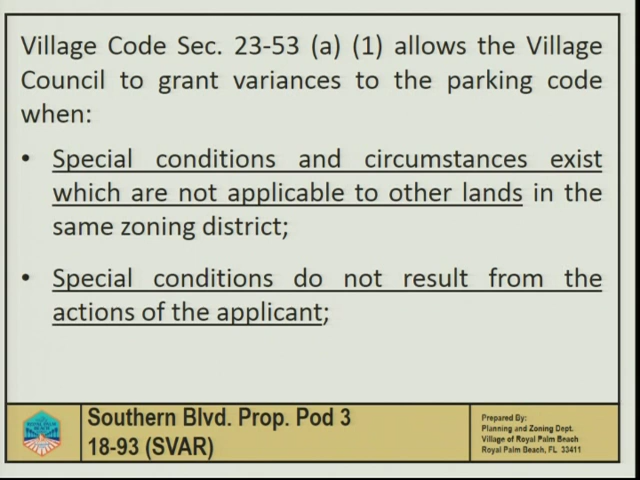 Village Code Sec. 23-53 (a) (1) allows the Village
Council to grant variances to the parking code
when:
• Special conditions and circumstances exist
which are not applicable to other lands in the
same zoning district;
• Special conditions do not result from the
actions of the applicant;
Southern Blvd. Prop. Pod 3
18-93 (SVAR)
Prepared By:
Planning and Zoning Dept.
Village of Royal Palm Beach
Royal Palm Beach, FL 33411